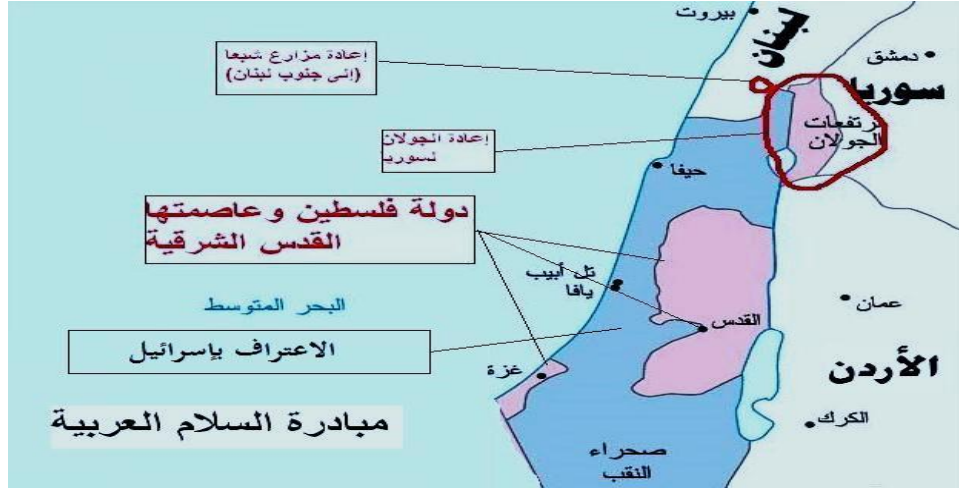 بيروت
لبنان
دمشق
سوريا
إعادة مزارع شبعا
(إلى جنوب لبنان)
رتفعات
الجولان
إعادة الجولان
لسوريا
حيفا
دولة فلسطين وعاصمتها
القدس الشرقية
تل أبيب
يافا
البحر المتوسط
عمان
القدس
الاعتراف بإسرائيل
غزة
الأردن
مبادرة السلام العربية
الكرك
صحراء
النقب